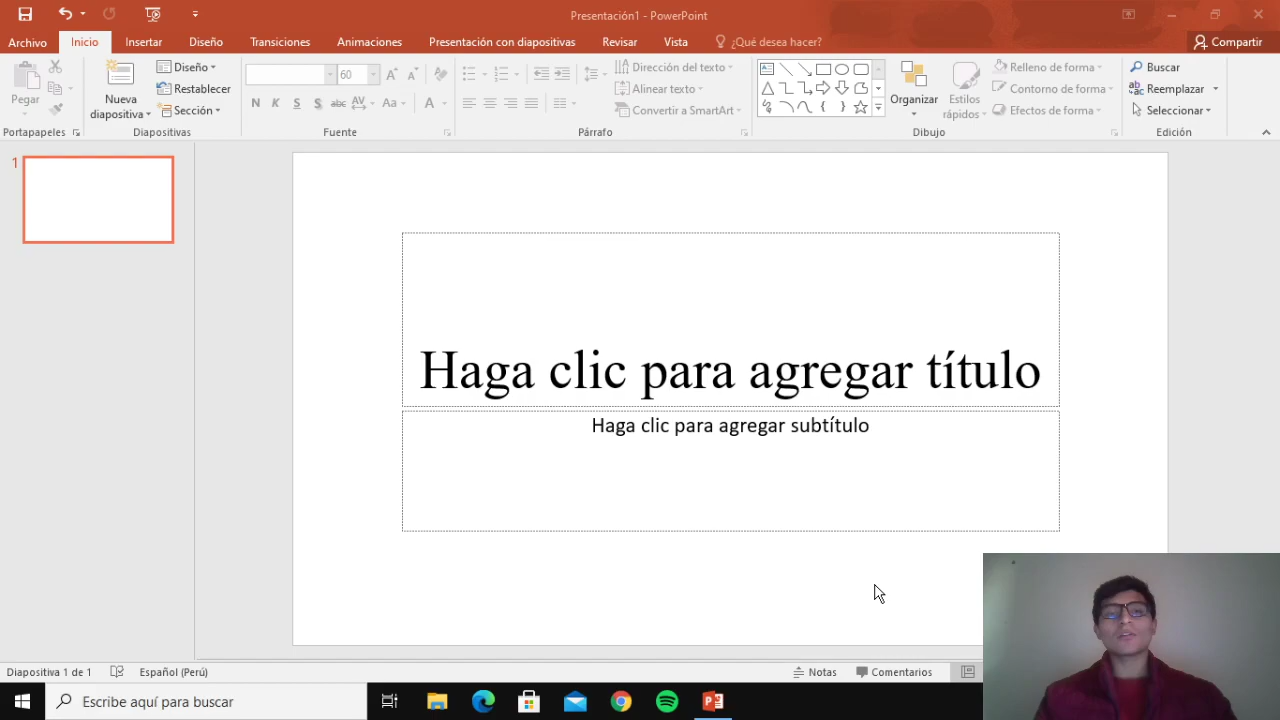 Presentación1 - PowerPoint
Archivo Inicio Insertar Diseño Transiciones Animaciones Presentación con diapositivas Revisar Vista ¿Qué desea hacer? Compartir
Pegar
Nueva diapositiva
Diseño
Restablecer
Sección
60
N K S S abc AV Aa A
Dirección del texto
Alinear texto
Convertir a SmartArt
Organizar
Estilos rápidos
Relleno de forma
Contorno de forma
Efectos de forma
Buscar
Reemplazar
Seleccionar
Portapapeles Diapositivas Fuente Párrafo Dibujo Edición
1
Haga clic para agregar título
Haga clic para agregar subtítulo
Diapositiva 1 de 1 Español (Perú) Notas Comentarios
Escribe aquí para buscar